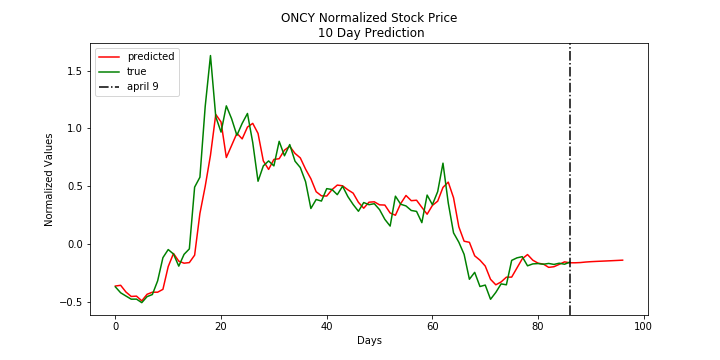 ONCY Normalized Stock Price
10 Day Prediction
predicted
true
april 9
Normalized Values
1.5
1.0
0.5
0.0
−0.5
0
20
40
60
80
100
Days